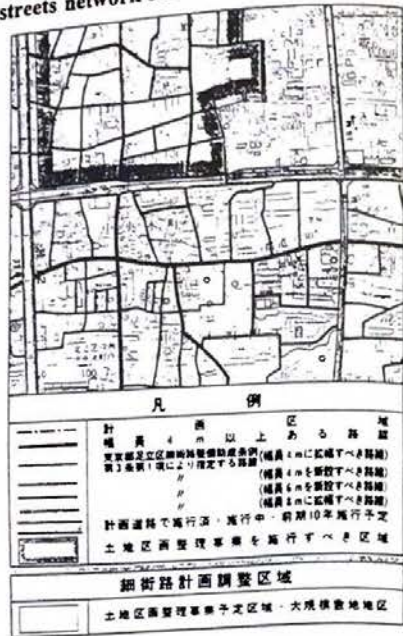 streets network
凡 例
計 画 区 域
幅 員 4 m 以 上 あ る 路 線
東京都足立区細街路整備助成条例 (幅員4mに拡幅すべき路線)
第3条第1項により指定する路線
〃 (幅員4mを新設すべき路線)
〃 (幅員6mを新設すべき路線)
〃 (幅員8mに拡幅すべき路線)
計画道路で施行済・施行中・前期10年施行予定
土地区画整理事業を施行すべき区域
細街路計画調整区域
土地区画整理事業予定区域・大規模敷地地区